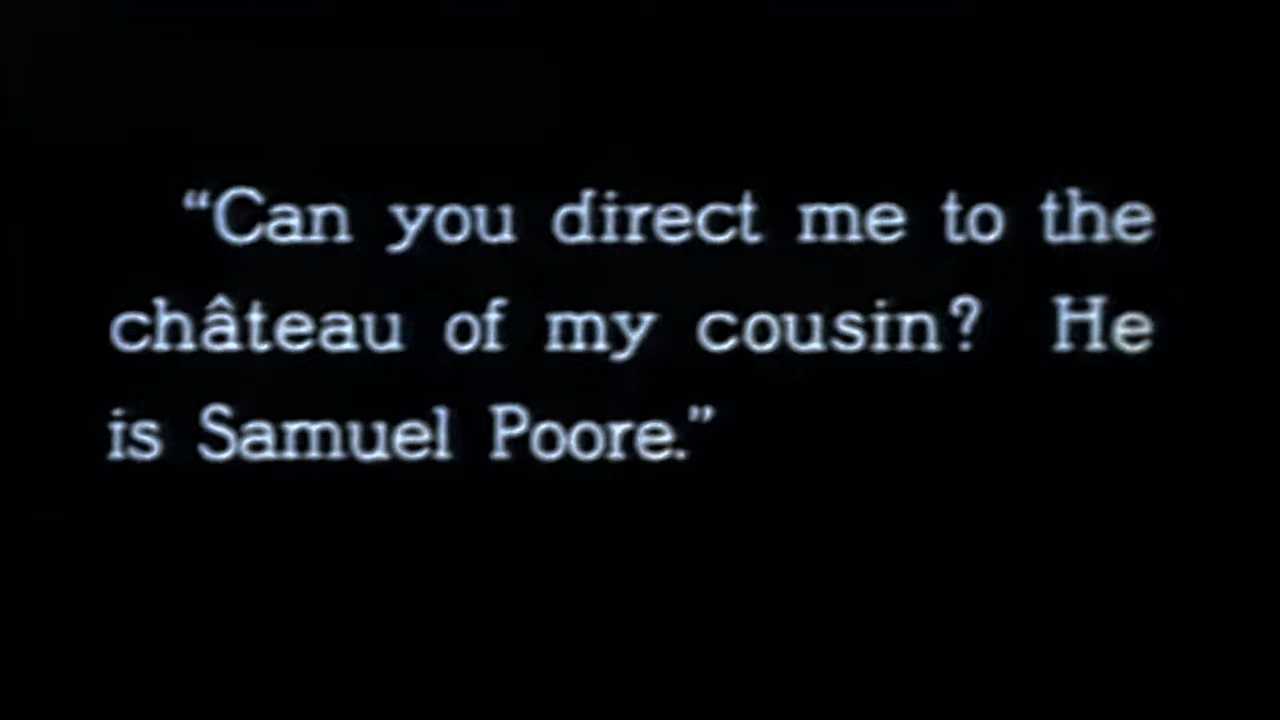 “Can you direct me to the
château of my cousin? He
is Samuel Poore.”